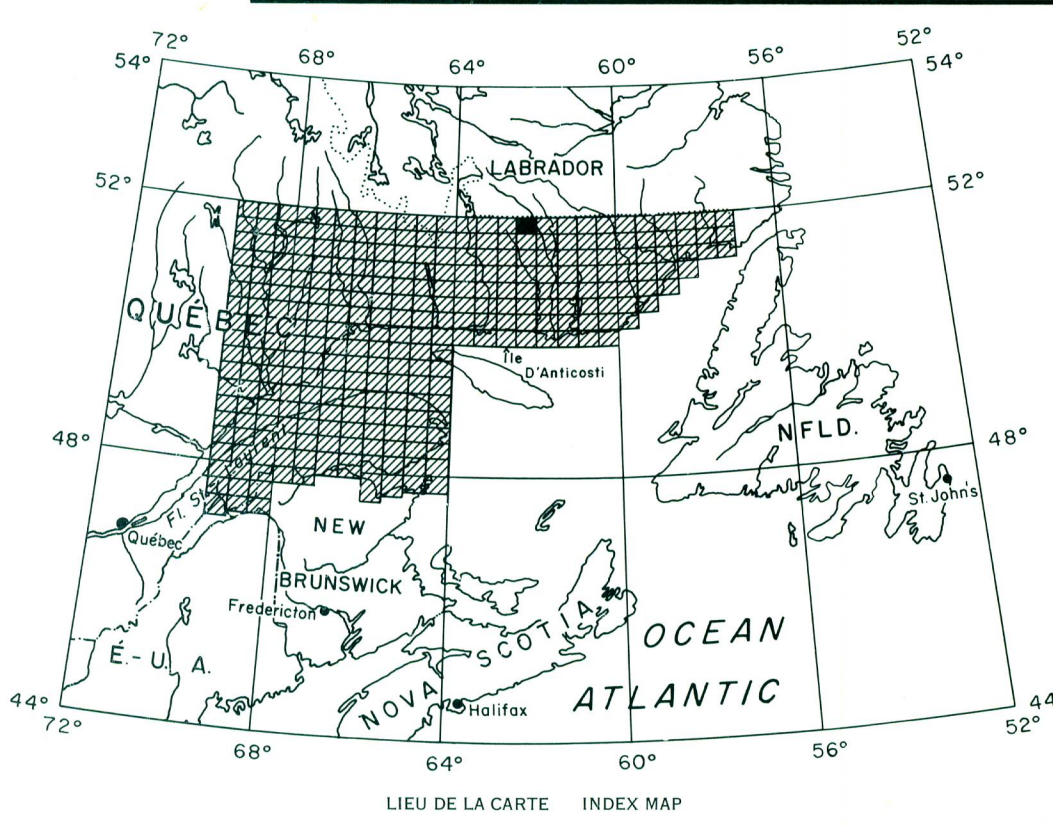 72° 68° 64° 60° 56° 52°
54° 54°
LABRADOR
52° 52°
QUÉBEC
Île
D'Anticosti
NFLD.
48° 48°
Fl. St-Laurent
St. John's
Québec
NEW
BRUNSWICK
Fredericton
NOVA SCOTIA
OCEAN
É.-U. A.
ATLANTIC
Halifax
44° 44
72° 68° 64° 60° 56° 52°
LIEU DE LA CARTE INDEX MAP